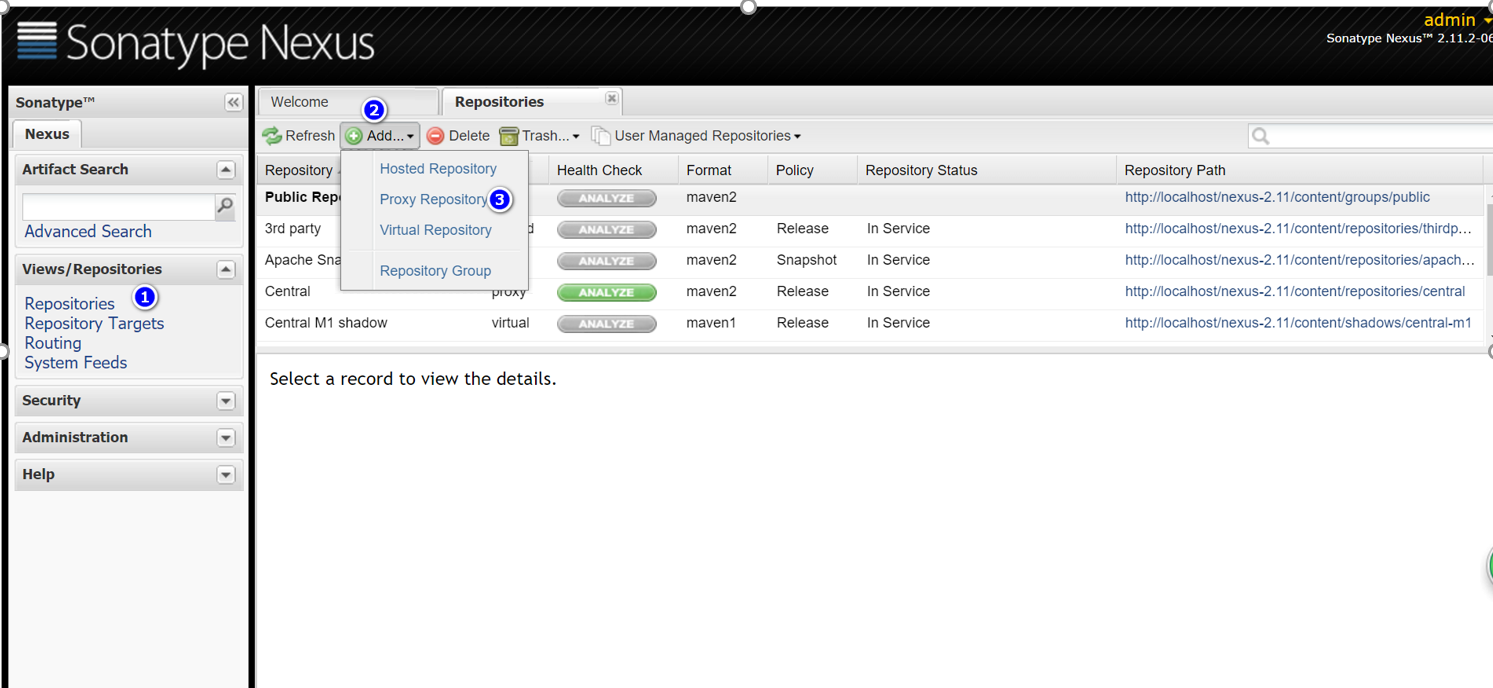 admin
Sonatype Nexus
Sonatype Nexus™ 2.11.2-06
Sonatype™
Welcome
2
Repositories
Nexus
Refresh Add... Delete Trash... User Managed Repositories
Artifact Search
Repository Health Check Format Policy Repository Status Repository Path
Hosted Repository
Public Repo ANALYZE maven2 http://localhost/nexus-2.11/content/groups/public
Proxy Repository 3
3rd party d ANALYZE maven2 Release In Service http://localhost/nexus-2.11/content/repositories/thirdp...
Virtual Repository
Advanced Search
Apache Sna ANALYZE maven2 Snapshot In Service http://localhost/nexus-2.11/content/repositories/apach...
Repository Group
Views/Repositories
Central proxy ANALYZE maven2 Release In Service http://localhost/nexus-2.11/content/repositories/central
Repositories 1
Central M1 shadow virtual ANALYZE maven1 Release In Service http://localhost/nexus-2.11/content/shadows/central-m1
Repository Targets
Routing
System Feeds
Select a record to view the details.
Security
Administration
Help